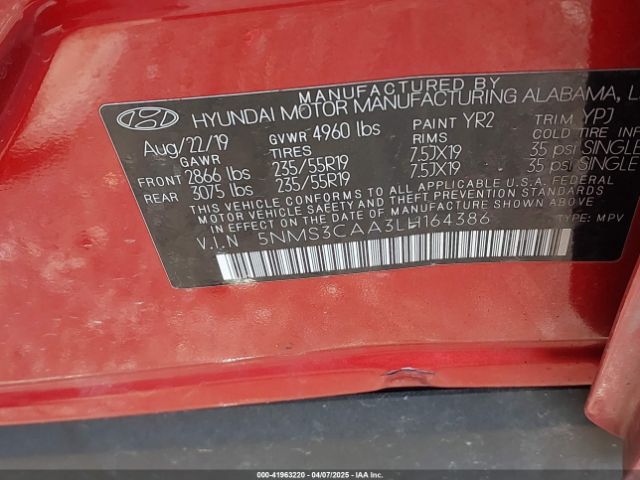 MANUFACTURED BY
HYUNDAI MOTOR MANUFACTURING ALABAMA, L
Aug/22/19 GVWR 4960 lbs PAINT YR2 TRIM YPJ
GAWR TIRES RIMS COLD TIRE INF
FRONT 2866 lbs 235/55R19 7.5JX19 35 psi SINGLE
REAR 3075 lbs 235/55R19 7.5JX19 35 psi SINGLE
THIS VEHICLE CONFORMS TO ALL APPLICABLE U.S.A. FEDERAL
MOTOR VEHICLE SAFETY, BUMPER, AND THEFT PREVENTION STANDARDS
IN EFFECT ON THE DATE OF MANUFACTURE SHOWN ABOVE.
V.I.N 5NMS3CAA3LH164386 TYPE: MPV
000-41963220 - 04/07/2025 - IAAI.COM